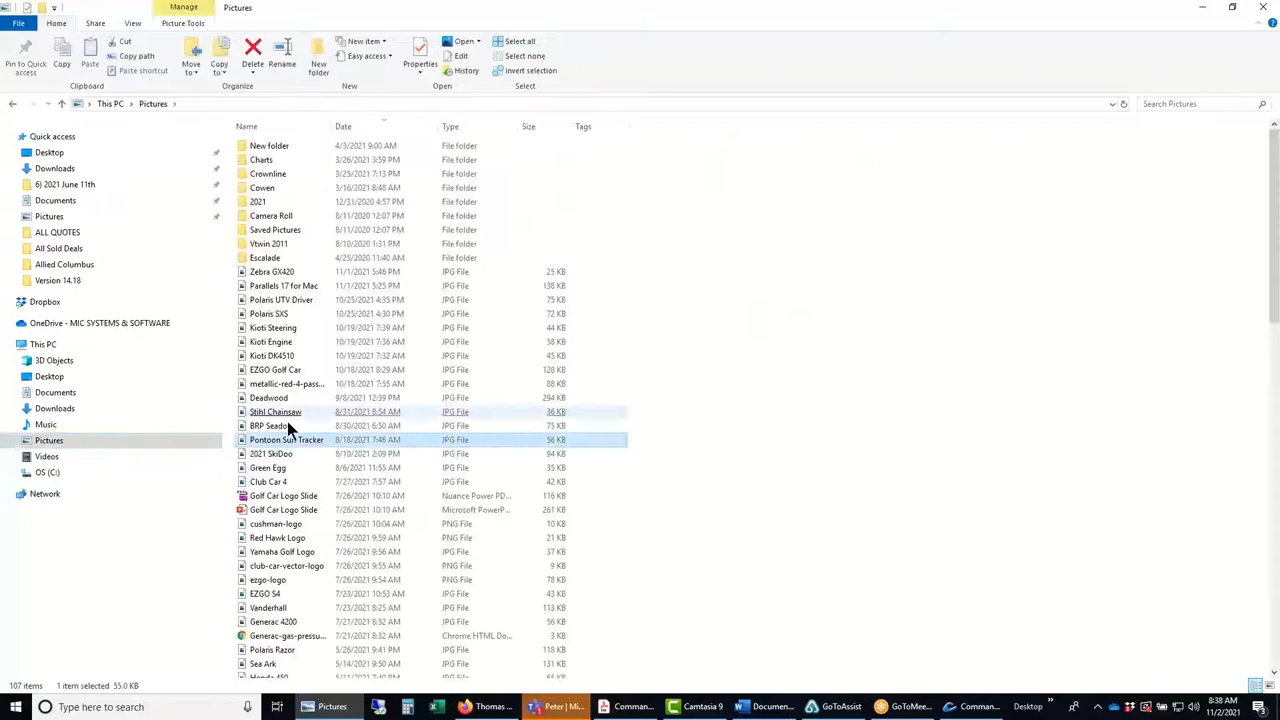 Manage
Pictures
File
Home
Share
View
Picture Tools
Pin to Quick access
Copy
Paste
Cut
Copy path
Paste shortcut
Clipboard
Move to
Copy to
Delete
Rename
Organize
New folder
New item
Easy access
New
Properties
Open
Edit
History
Open
Select all
Select none
Invert selection
Select
This PC > Pictures >
Search Pictures
Name Date Type Size Tags
Quick access
Desktop
Downloads
6) 2021 June 11th
Documents
Pictures
ALL QUOTES
All Sold Deals
Allied Columbus
Version 14.18
Dropbox
OneDrive - MIC SYSTEMS & SOFTWARE
This PC
3D Objects
Desktop
Documents
Downloads
Music
Pictures
Videos
OS (C:)
Network
New folder 4/3/2021 9:00 AM File folder
Charts 3/26/2021 3:59 PM File folder
Crownline 3/25/2021 7:13 PM File folder
Cowen 3/16/2021 8:48 AM File folder
2021 12/31/2020 4:57 PM File folder
Camera Roll 8/11/2020 12:07 PM File folder
Saved Pictures 8/11/2020 12:07 PM File folder
Vtwin 2011 8/10/2020 1:31 PM File folder
Escalade 4/25/2020 11:40 AM File folder
Zebra GX420 11/1/2021 5:46 PM JPG File 25 KB
Parallels 17 for Mac 11/1/2021 5:25 PM JPG File 138 KB
Polaris UTV Driver 10/25/2021 4:35 PM JPG File 75 KB
Polaris SXS 10/25/2021 4:30 PM JPG File 72 KB
Kioti Steering 10/19/2021 7:39 AM JPG File 46 KB
Kioti Engine 10/19/2021 7:36 AM JPG File 58 KB
Kioti DK4510 10/19/2021 7:32 AM JPG File 45 KB
EZGO Golf Car 10/18/2021 8:29 AM JPG File 62 KB
metallic-red-4-pass... 10/18/2021 7:55 AM JPG File 88 KB
Deadwood 9/8/2021 12:39 PM JPG File 294 KB
Stihl Chainsaw 8/31/2021 8:54 AM JPG File 36 KB
BRP Seado 8/30/2021 6:50 AM JPG File 75 KB
Pontoon Sun Tracker 8/18/2021 7:46 AM JPG File 56 KB
2021 SkiDoo 8/10/2021 2:09 PM JPG File 94 KB
Green Egg 8/6/2021 11:55 AM JPG File 35 KB
Club Car 4 7/27/2021 7:57 AM JPG File 42 KB
Golf Car Logo Slide 7/26/2021 10:10 AM Nuance Power PD... 116 KB
Golf Car Logo Slide 7/26/2021 10:10 AM Microsoft PowerP... 261 KB
cushman-logo 7/26/2021 10:04 AM PNG File 10 KB
Red Hawk Logo 7/26/2021 9:59 AM PNG File 21 KB
Yamaha Golf Logo 7/26/2021 9:56 AM JPG File 42 KB
club-car-vector-logo 7/26/2021 9:55 AM PNG File 9 KB
ezgo-logo 7/26/2021 9:54 AM PNG File 78 KB
EZGO S4 7/23/2021 10:53 AM JPG File 43 KB
Vanderhall 7/23/2021 8:25 AM JPG File 113 KB
Generac 4200 7/21/2021 8:32 AM JPG File 56 KB
Generac-gas-pressu... 7/21/2021 8:32 AM Chrome HTML Do... 3 KB
Polaris Razor 5/26/2021 9:41 PM JPG File 118 KB
Sea Ark 5/14/2021 9:50 AM JPG File 131 KB
Honda 450
107 items 1 item selected 55.0 KB
Type here to search
Pictures
Thomas ...
Peter | Mi...
Comman...
Camtasia 9
Documen...
GoToAssist
GoToMee...
Comman...
Desktop
8:38 AM
11/2/2021